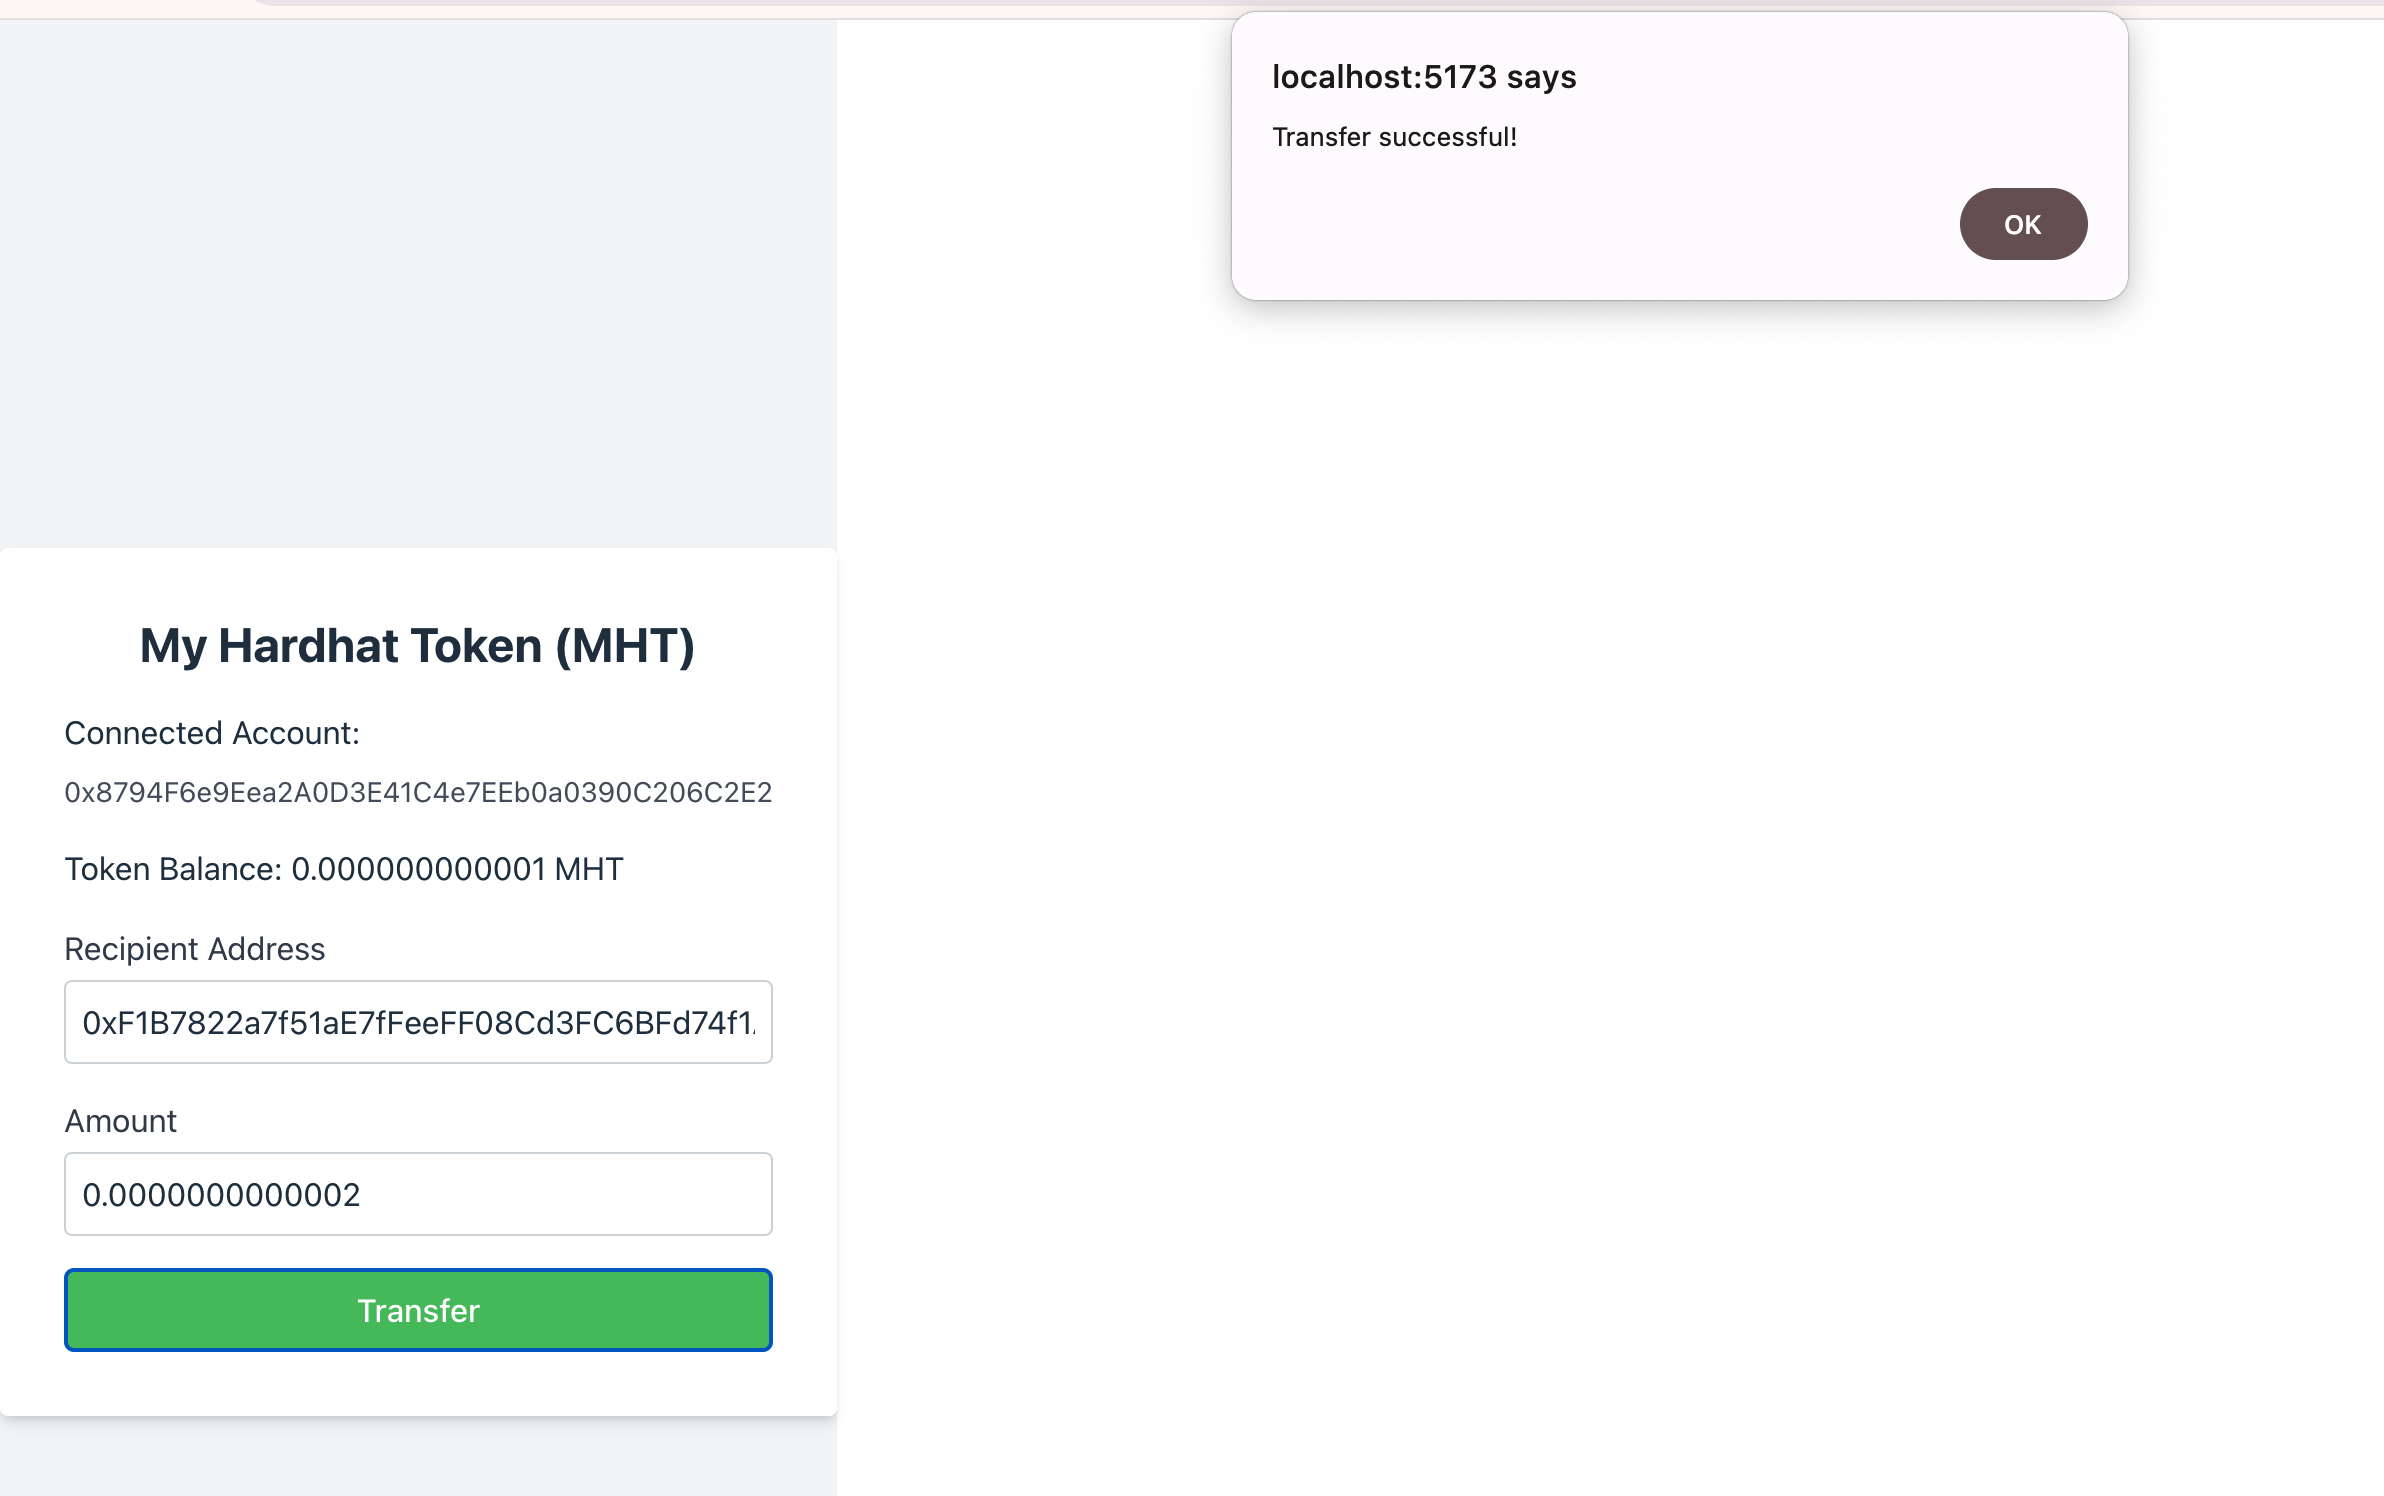 localhost:5173 says
Transfer successful!
OK
My Hardhat Token (MHT)
Connected Account:
0x8794F6e9Eea2A0D3E41C4e7EEb0a0390C206C2E2
Token Balance: 0.000000000001 MHT
Recipient Address
0xF1B7822a7f51aE7fFeeFF08Cd3FC6BFd74f1
Amount
0.0000000000002
Transfer